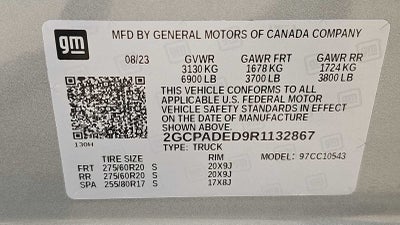 gm
MFD BY GENERAL MOTORS OF CANADA COMPANY
08/23 GVWR GAWR FRT GAWR RR
3130 KG 1678 KG 1724 KG
6900 LB 3700 LB 3800 LB
THIS VEHICLE CONFORMS TO ALL
APPLICABLE U.S. FEDERAL MOTOR
VEHICLE SAFETY STANDARDS IN EFFECT
ON THE DATE OF MANUFACTURE
SHOWN ABOVE.
2GCPADED9R1132867
130H
TYPE: TRUCK
TIRE SIZE RIM MODEL: 97CC10543
FRT 275/60R20 S 20X9J
RR 275/60R20 S 20X9J
SPA 255/80R17 S 17X8J